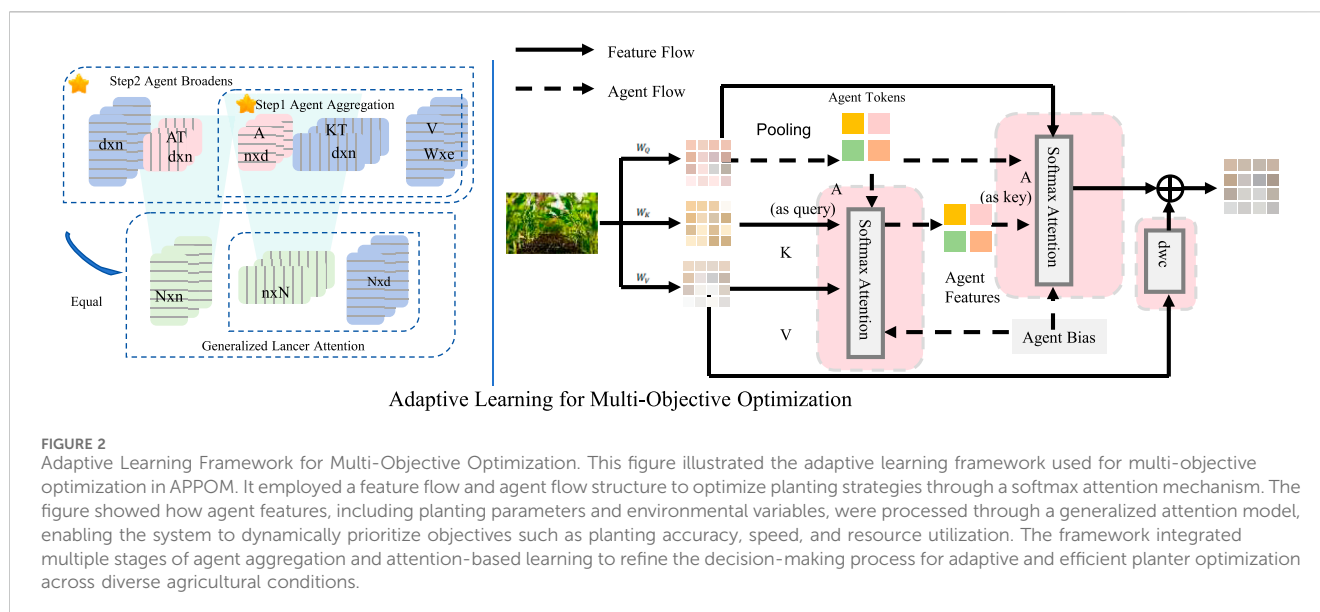 Feature Flow
Agent Flow
Step2 Agent Broadens
Step1 Agent Aggregation
dxn
AT
dxn
A
nxd
KT
dxn
V
Wxe
Equal
Nxn
nxN
Nxd
Generalized Lancer Attention
Agent Tokens
Pooling
WQ
WK
WV
A
(as query)
K
V
Softmax Attention
Agent
Features
A
(as key)
Softmax Attention
Agent Bias
dwc
Adaptive Learning for Multi-Objective Optimization
FIGURE 2
Adaptive Learning Framework for Multi-Objective Optimization. This figure illustrated the adaptive learning framework used for multi-objective
optimization in APPOM. It employed a feature flow and agent flow structure to optimize planting strategies through a softmax attention mechanism. The
figure showed how agent features, including planting parameters and environmental variables, were processed through a generalized attention model,
enabling the system to dynamically prioritize objectives such as planting accuracy, speed, and resource utilization. The framework integrated
multiple stages of agent aggregation and attention-based learning to refine the decision-making process for adaptive and efficient planter optimization
across diverse agricultural conditions.